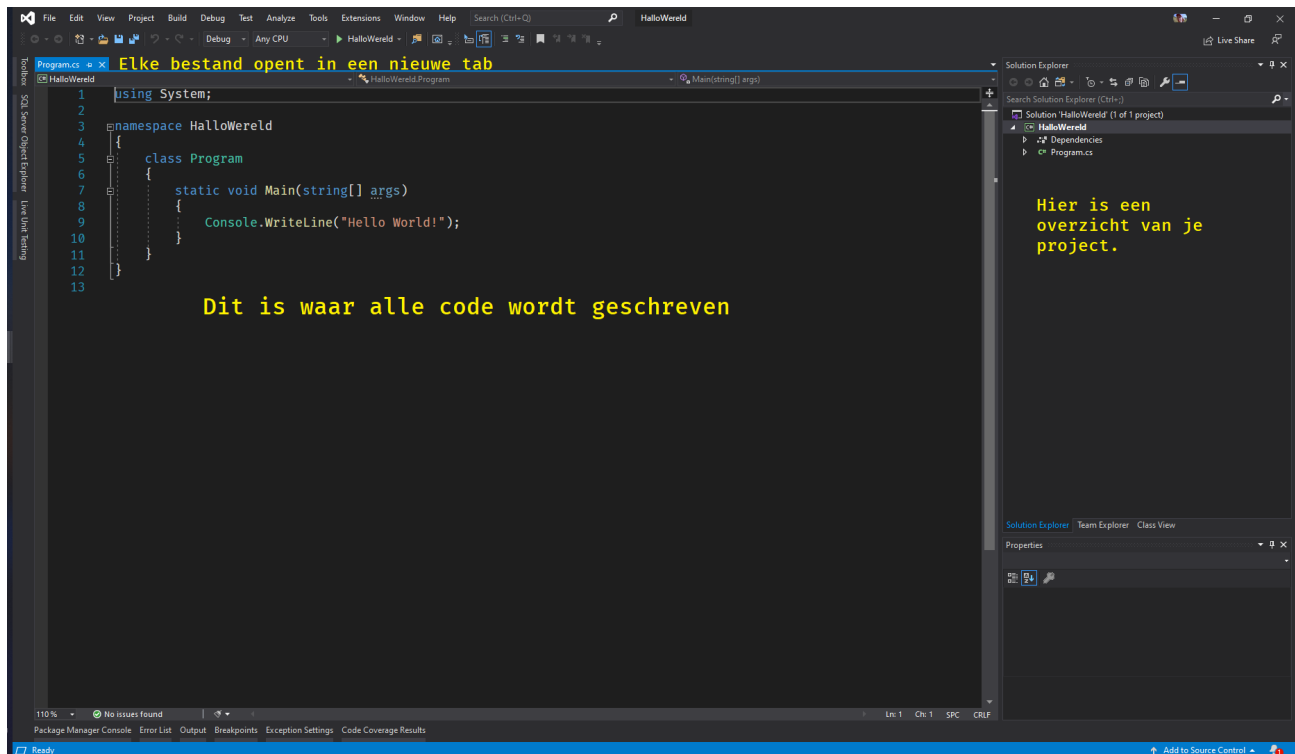 File Edit View Project Build Debug Test Analyze Tools Extensions Window Help Search (Ctrl+Q) HalloWereld
Debug Any CPU HalloWereld Live Share
Toolbox
SQL Server Object Explorer
Live Unit Testing
Program.cs Elke bestand opent in een nieuwe tab
HalloWereld HalloWereld.Program Main(string[] args)
1 using System;
2
3 namespace HalloWereld
4 {
5 class Program
6 {
7 static void Main(string[] args)
8 {
9 Console.WriteLine("Hello World!");
10 }
11 }
12 }
13
Dit is waar alle code wordt geschreven
110 % No issues found Ln: 1 Ch: 1 SPC CRLF
Solution Explorer
Search Solution Explorer (Ctrl+;)
Solution 'HalloWereld' (1 of 1 project)
C# HalloWereld
Dependencies
C# Program.cs
Hier is een
overzicht van je
project.
Solution Explorer Team Explorer Class View
Properties
Package Manager Console Error List Output Breakpoints Exception Settings Code Coverage Results
Ready Add to Source Control 1